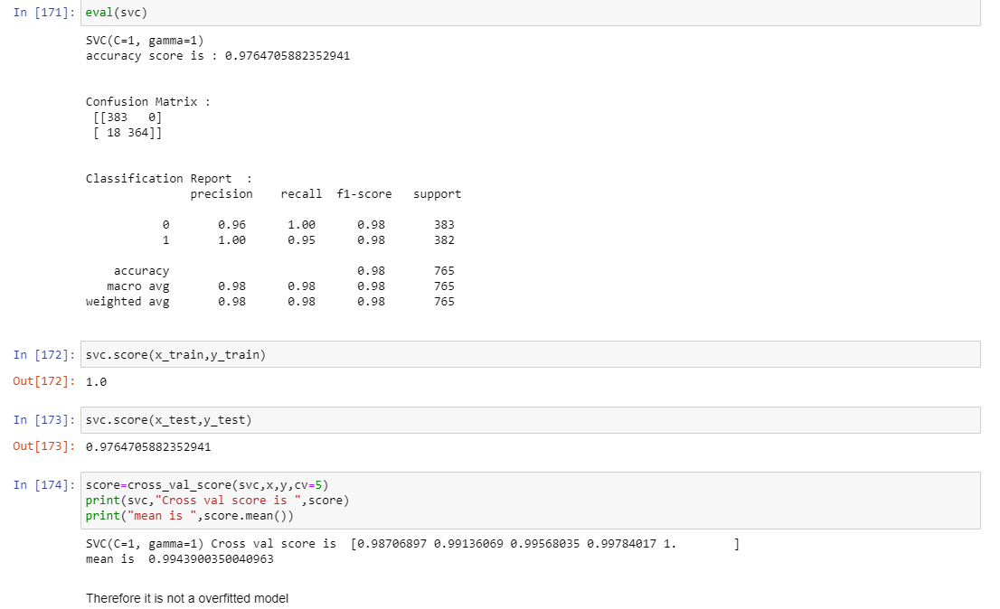 In [171]: eval(svc)
SVC(C=1, gamma=1)
accuracy score is : 0.9764705882352941
Confusion Matrix :
[[383   0]
[ 18 364]]
Classification Report  :
precision    recall  f1-score   support
0       0.96      1.00      0.98       383
1       1.00      0.95      0.98       382
accuracy                           0.98       765
macro avg       0.98      0.98      0.98       765
weighted avg       0.98      0.98      0.98       765
In [172]: svc.score(x_train,y_train)
Out[172]: 1.0
In [173]: svc.score(x_test,y_test)
Out[173]: 0.9764705882352941
In [174]: score=cross_val_score(svc,x,y,cv=5)
print(svc,"Cross val score is ",score)
print("mean is ",score.mean())
SVC(C=1, gamma=1) Cross val score is  [0.98706897 0.99136069 0.99568035 0.99784017 1.        ]
mean is  0.9943900350040963
Therefore it is not a overfitted model